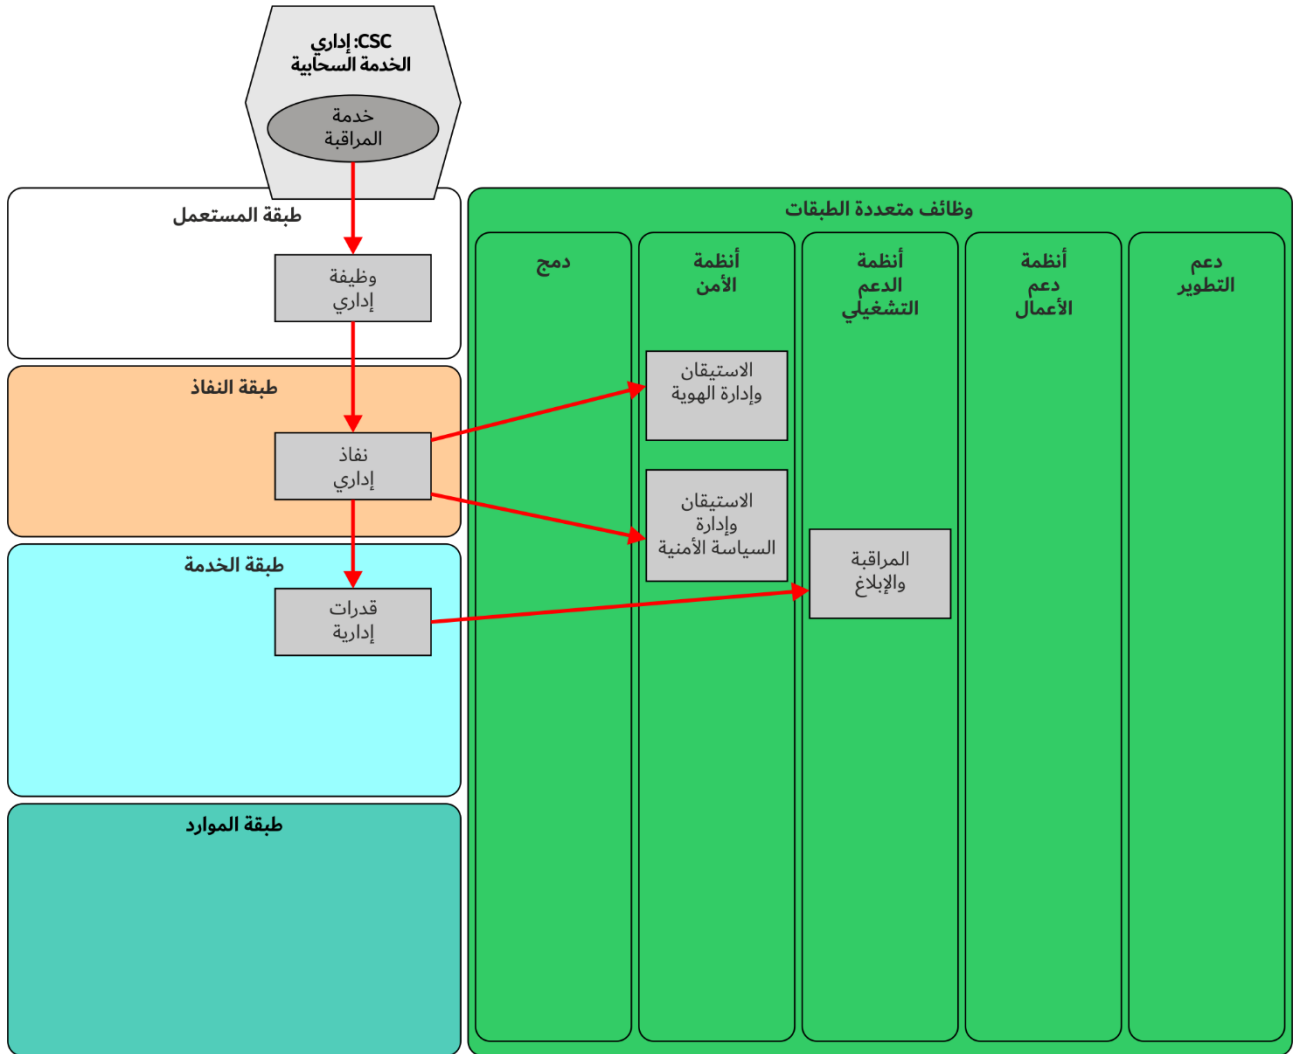 CSC: إداري
الخدمة السحابية
خدمة
المراقبة
طبقة المستعمل
وظيفة
إداري
طبقة النفاذ
نفاذ
إداري
طبقة الخدمة
قدرات
إدارية
طبقة الموارد
وظائف متعددة الطبقات
دمج
أنظمة
الأمن
الاستيقان
وإدارة الهوية
الاستيقان
وإدارة
السياسة الأمنية
أنظمة
الدعم
التشغيلي
المراقبة
والإبلاغ
أنظمة
دعم
الأعمال
دعم
التطوير